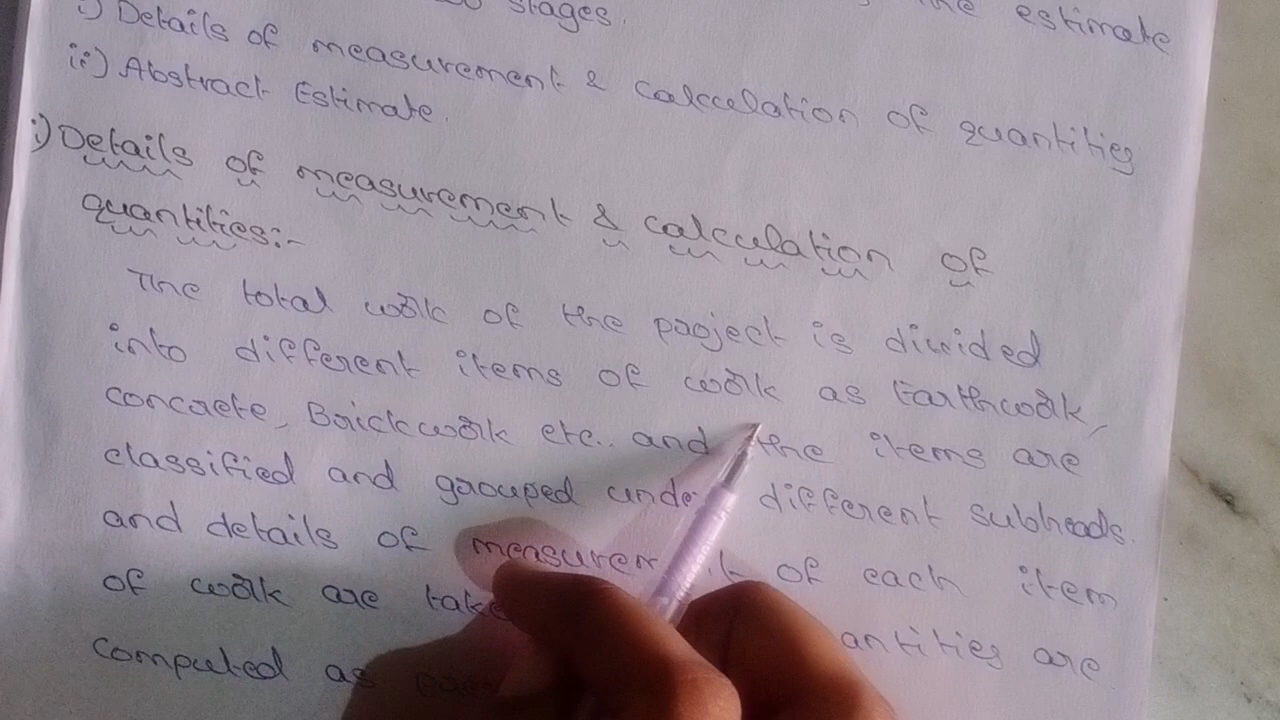 stages. the estimate
i) Details of measurement & calculation of quantities
ii) Abstract Estimate.
i) Details of measurement & calculation of
quantities:-
The total work of the project is divided
into different items of work as Earthwork,
concrete, Brickwork etc.. and the items are
classified and grouped under different subheads.
and details of measurement of each item
of work are antities are
computed as